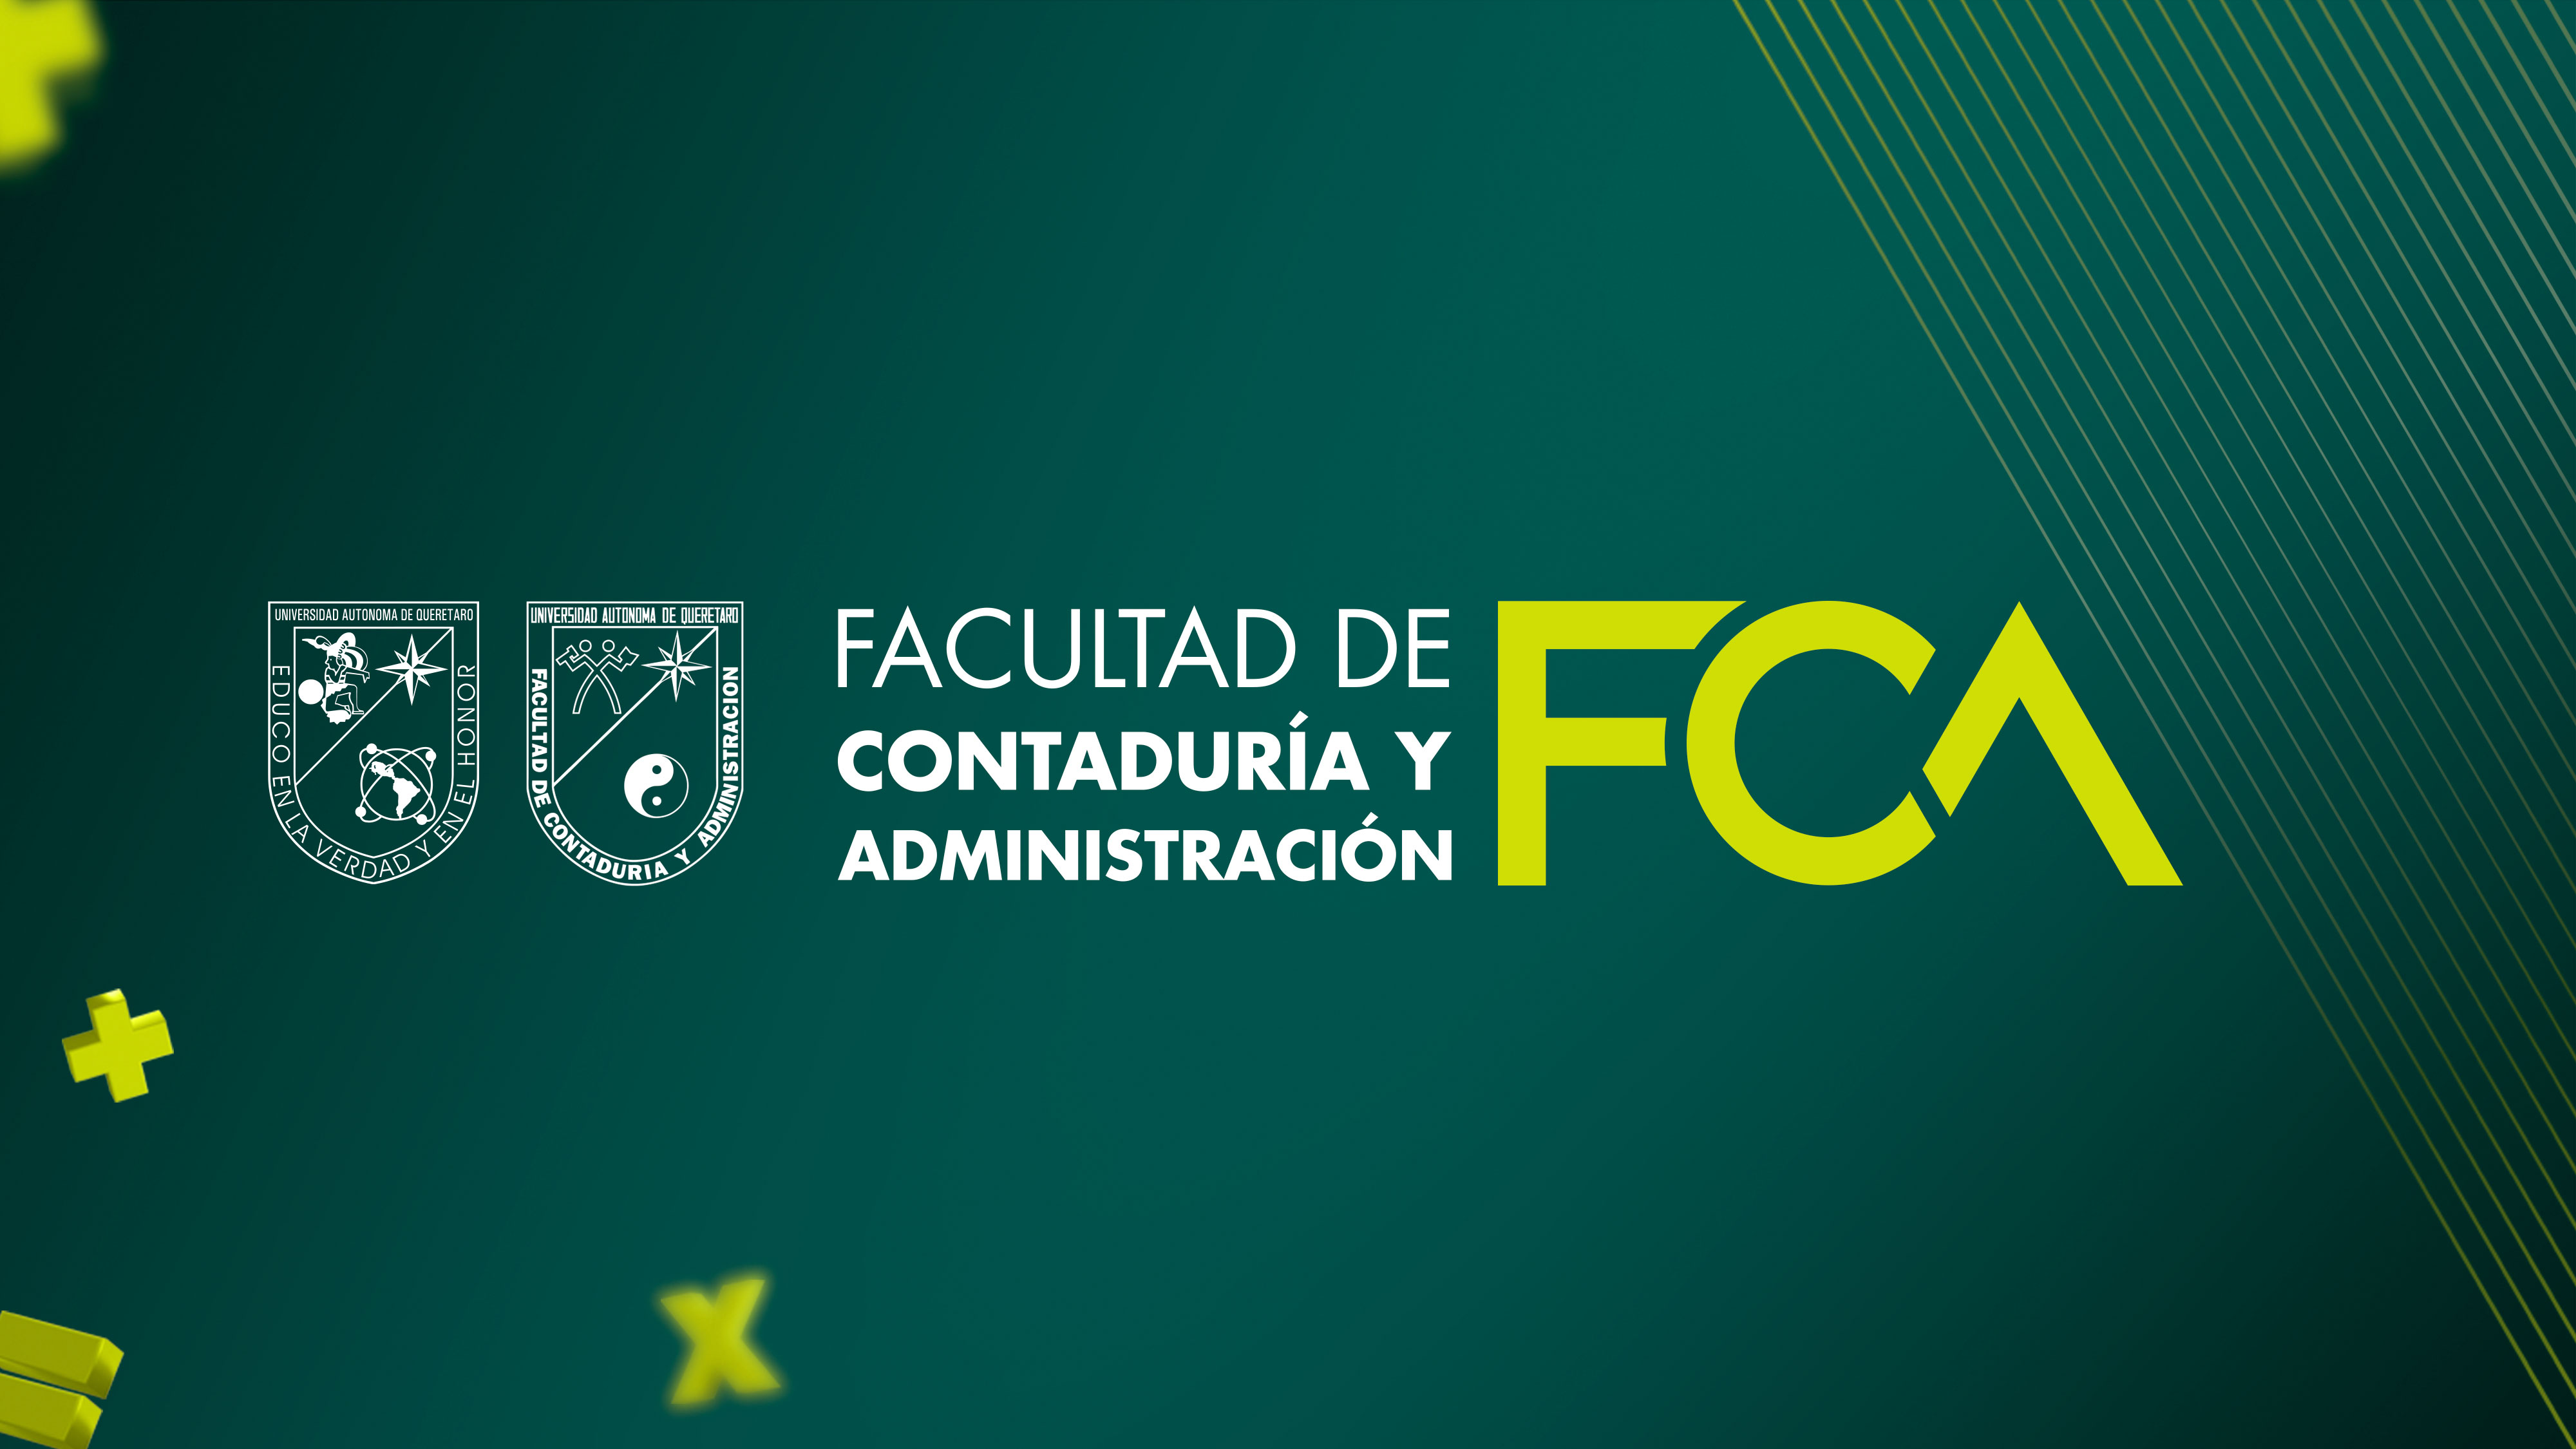 UNIVERSIDAD AUTONOMA DE QUERETARO
EDUCO EN LA VERDAD Y EN EL HONOR
UNIVERSIDAD AUTONOMA DE QUERETARO
FACULTAD DE CONTADURIA Y ADMINISTRACION
FACULTAD DE
CONTADURÍA Y
ADMINISTRACIÓN
FCA